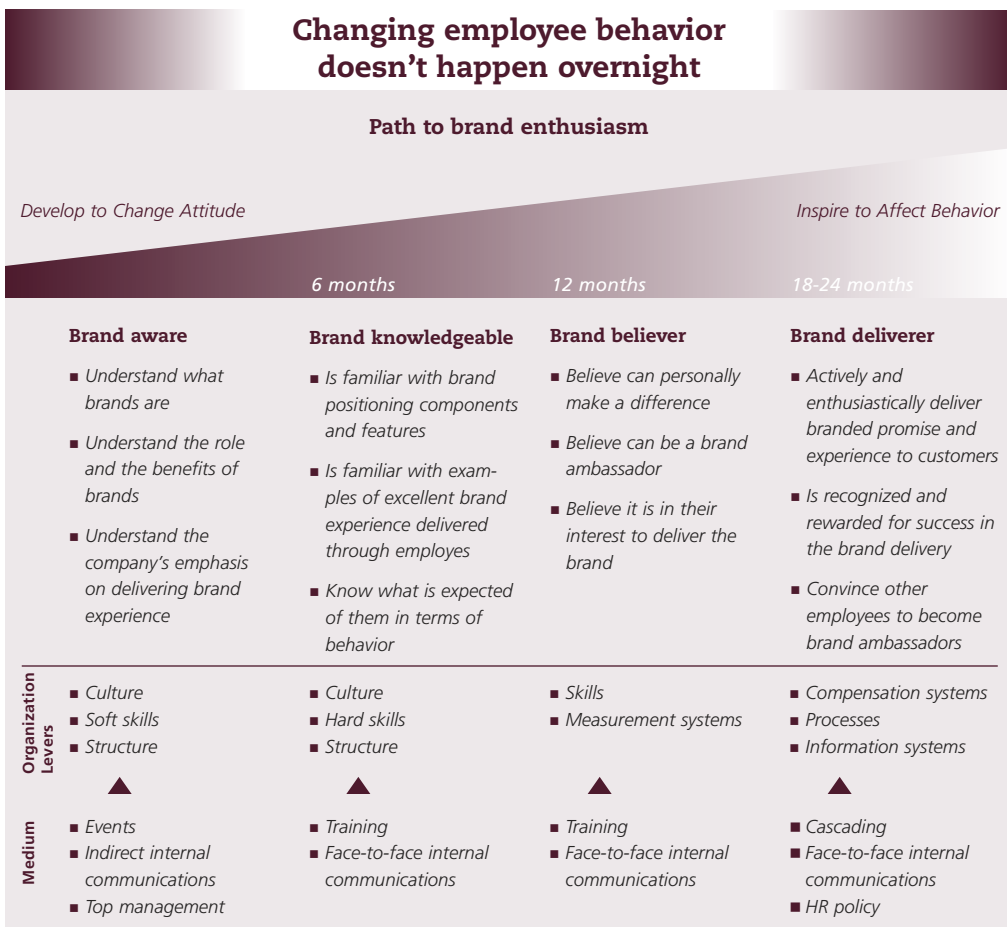 Changing employee behavior
doesn't happen overnight
Path to brand enthusiasm
Develop to Change Attitude
Inspire to Affect Behavior
6 months
12 months
18-24 months
Brand aware
■ Understand what
brands are
■ Understand the role
and the benefits of
brands
■ Understand the
company's emphasis
on delivering brand
experience
Brand knowledgeable
■ Is familiar with brand
positioning components
and features
■ Is familiar with exam-
ples of excellent brand
experience delivered
through employes
■ Know what is expected
of them in terms of
behavior
Brand believer
■ Believe can personally
make a difference
■ Believe can be a brand
ambassador
■ Believe it is in their
interest to deliver the
brand
Brand deliverer
■ Actively and
enthusiastically deliver
branded promise and
experience to customers
■ Is recognized and
rewarded for success in
the brand delivery
■ Convince other
employees to become
brand ambassadors
Organization
Levers
■ Culture
■ Soft skills
■ Structure
■ Culture
■ Hard skills
■ Structure
■ Skills
■ Measurement systems
■ Compensation systems
■ Processes
■ Information systems
Medium
■ Events
■ Indirect internal
communications
■ Top management
■ Training
■ Face-to-face internal
communications
■ Training
■ Face-to-face internal
communications
■ Cascading
■ Face-to-face internal
communications
■ HR policy